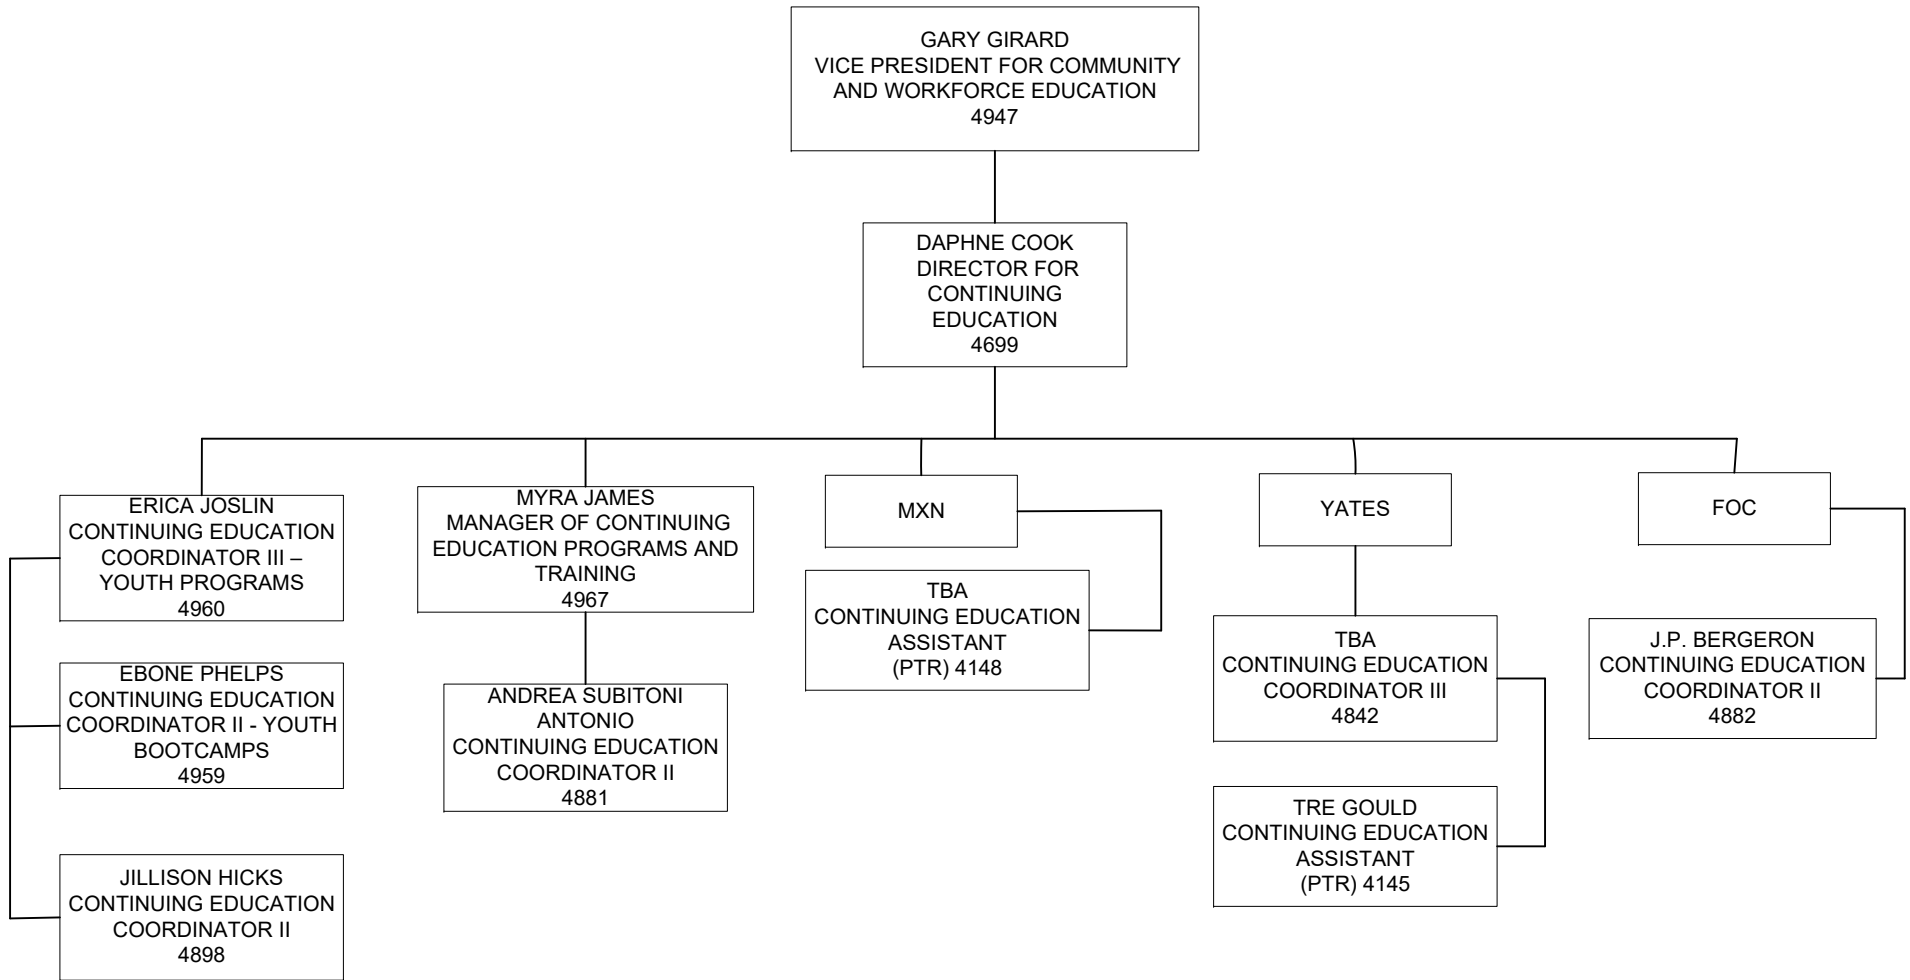 GARY GIRARD
VICE PRESIDENT FOR COMMUNITY
AND WORKFORCE EDUCATION
4947
DAPHNE COOK
DIRECTOR FOR
CONTINUING
EDUCATION
4699
ERICA JOSLIN
CONTINUING EDUCATION
COORDINATOR III –
YOUTH PROGRAMS
4960
EBONE PHELPS
CONTINUING EDUCATION
COORDINATOR II - YOUTH
BOOTCAMPS
4959
JILLISON HICKS
CONTINUING EDUCATION
COORDINATOR II
4898
MYRA JAMES
MANAGER OF CONTINUING
EDUCATION PROGRAMS AND
TRAINING
4967
ANDREA SUBITONI
ANTONIO
CONTINUING EDUCATION
COORDINATOR II
4881
MXN
TBA
CONTINUING EDUCATION
ASSISTANT
(PTR) 4148
YATES
TBA
CONTINUING EDUCATION
COORDINATOR III
4842
TRE GOULD
CONTINUING EDUCATION
ASSISTANT
(PTR) 4145
FOC
J.P. BERGERON
CONTINUING EDUCATION
COORDINATOR II
4882